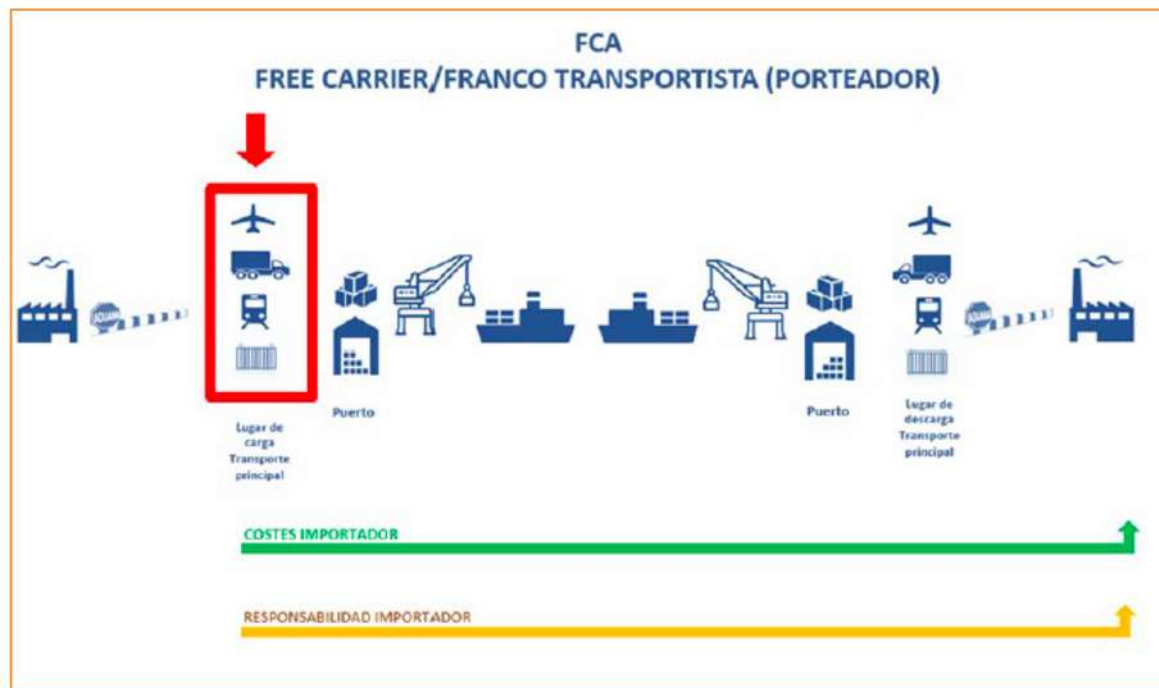 FCA
FREE CARRIER/FRANCO TRANSPORTISTA (PORTEADOR)
Lugar de
carga
Transporte
principal
Puerto
Puerto
Lugar de
descarga
Transporte
principal
COSTES IMPORTADOR
RESPONSABILIDAD IMPORTADOR